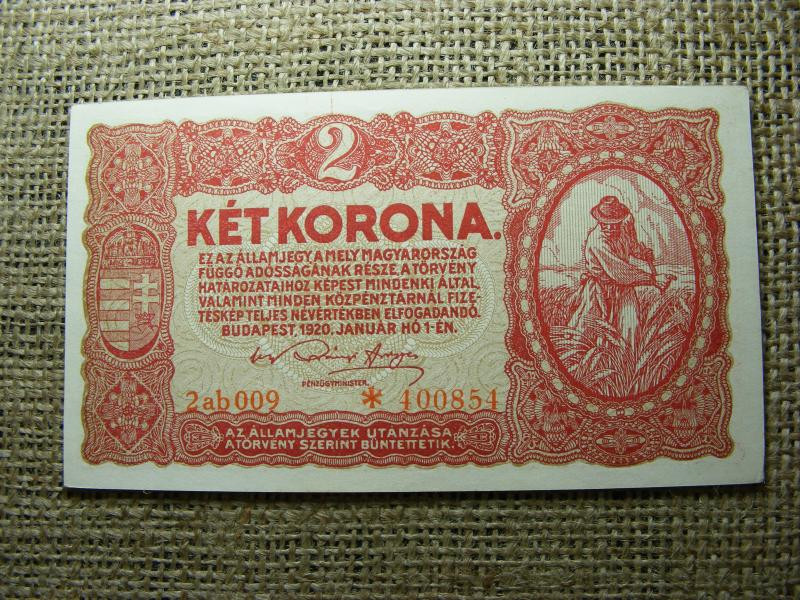 2
KÉT KORONA.
EZ AZ ÁLLAMJEGY, A MELY MAGYARORSZÁG
FÜGGŐ ADOSSÁGÁNAK RÉSZE, A TÖRVÉNY
HATÁROZATAIHOZ KÉPEST MINDENKI ÁLTAL,
VALAMINT MINDEN KÖZPÉNZTÁRNÁL FIZE-
TÉSKÉP TELJES NÉVÉRTÉKBEN ELFOGADANDÓ.
BUDAPEST, 1920. JANUÁR HÓ 1-ÉN.
PÉNZÜGYMINISTER.
2ab009 * 100854
AZ ÁLLAMJEGYEK UTÁNZÁSA
A TÖRVÉNY SZERINT BÜNTETTETIK.